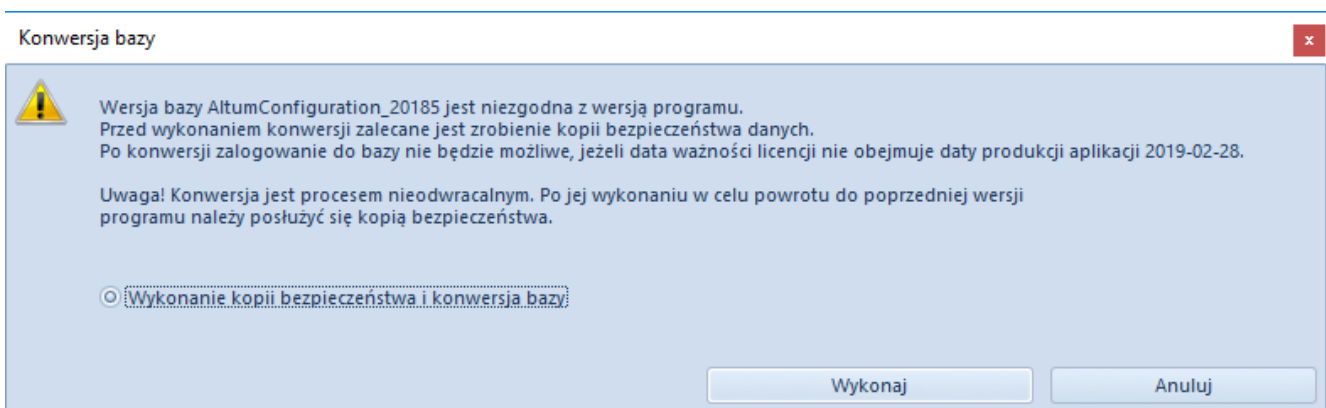 Konwersja bazy
x
Wersja bazy AltumConfiguration_20185 jest niezgodna z wersją programu.
Przed wykonaniem konwersji zalecane jest zrobienie kopii bezpieczeństwa danych.
Po konwersji zalogowanie do bazy nie będzie możliwe, jeżeli data ważności licencji nie obejmuje daty produkcji aplikacji 2019-02-28.
Uwaga! Konwersja jest procesem nieodwracalnym. Po jej wykonaniu w celu powrotu do poprzedniej wersji
programu należy posłużyć się kopią bezpieczeństwa.
Wykonanie kopii bezpieczeństwa i konwersja bazy
Wykonaj Anuluj